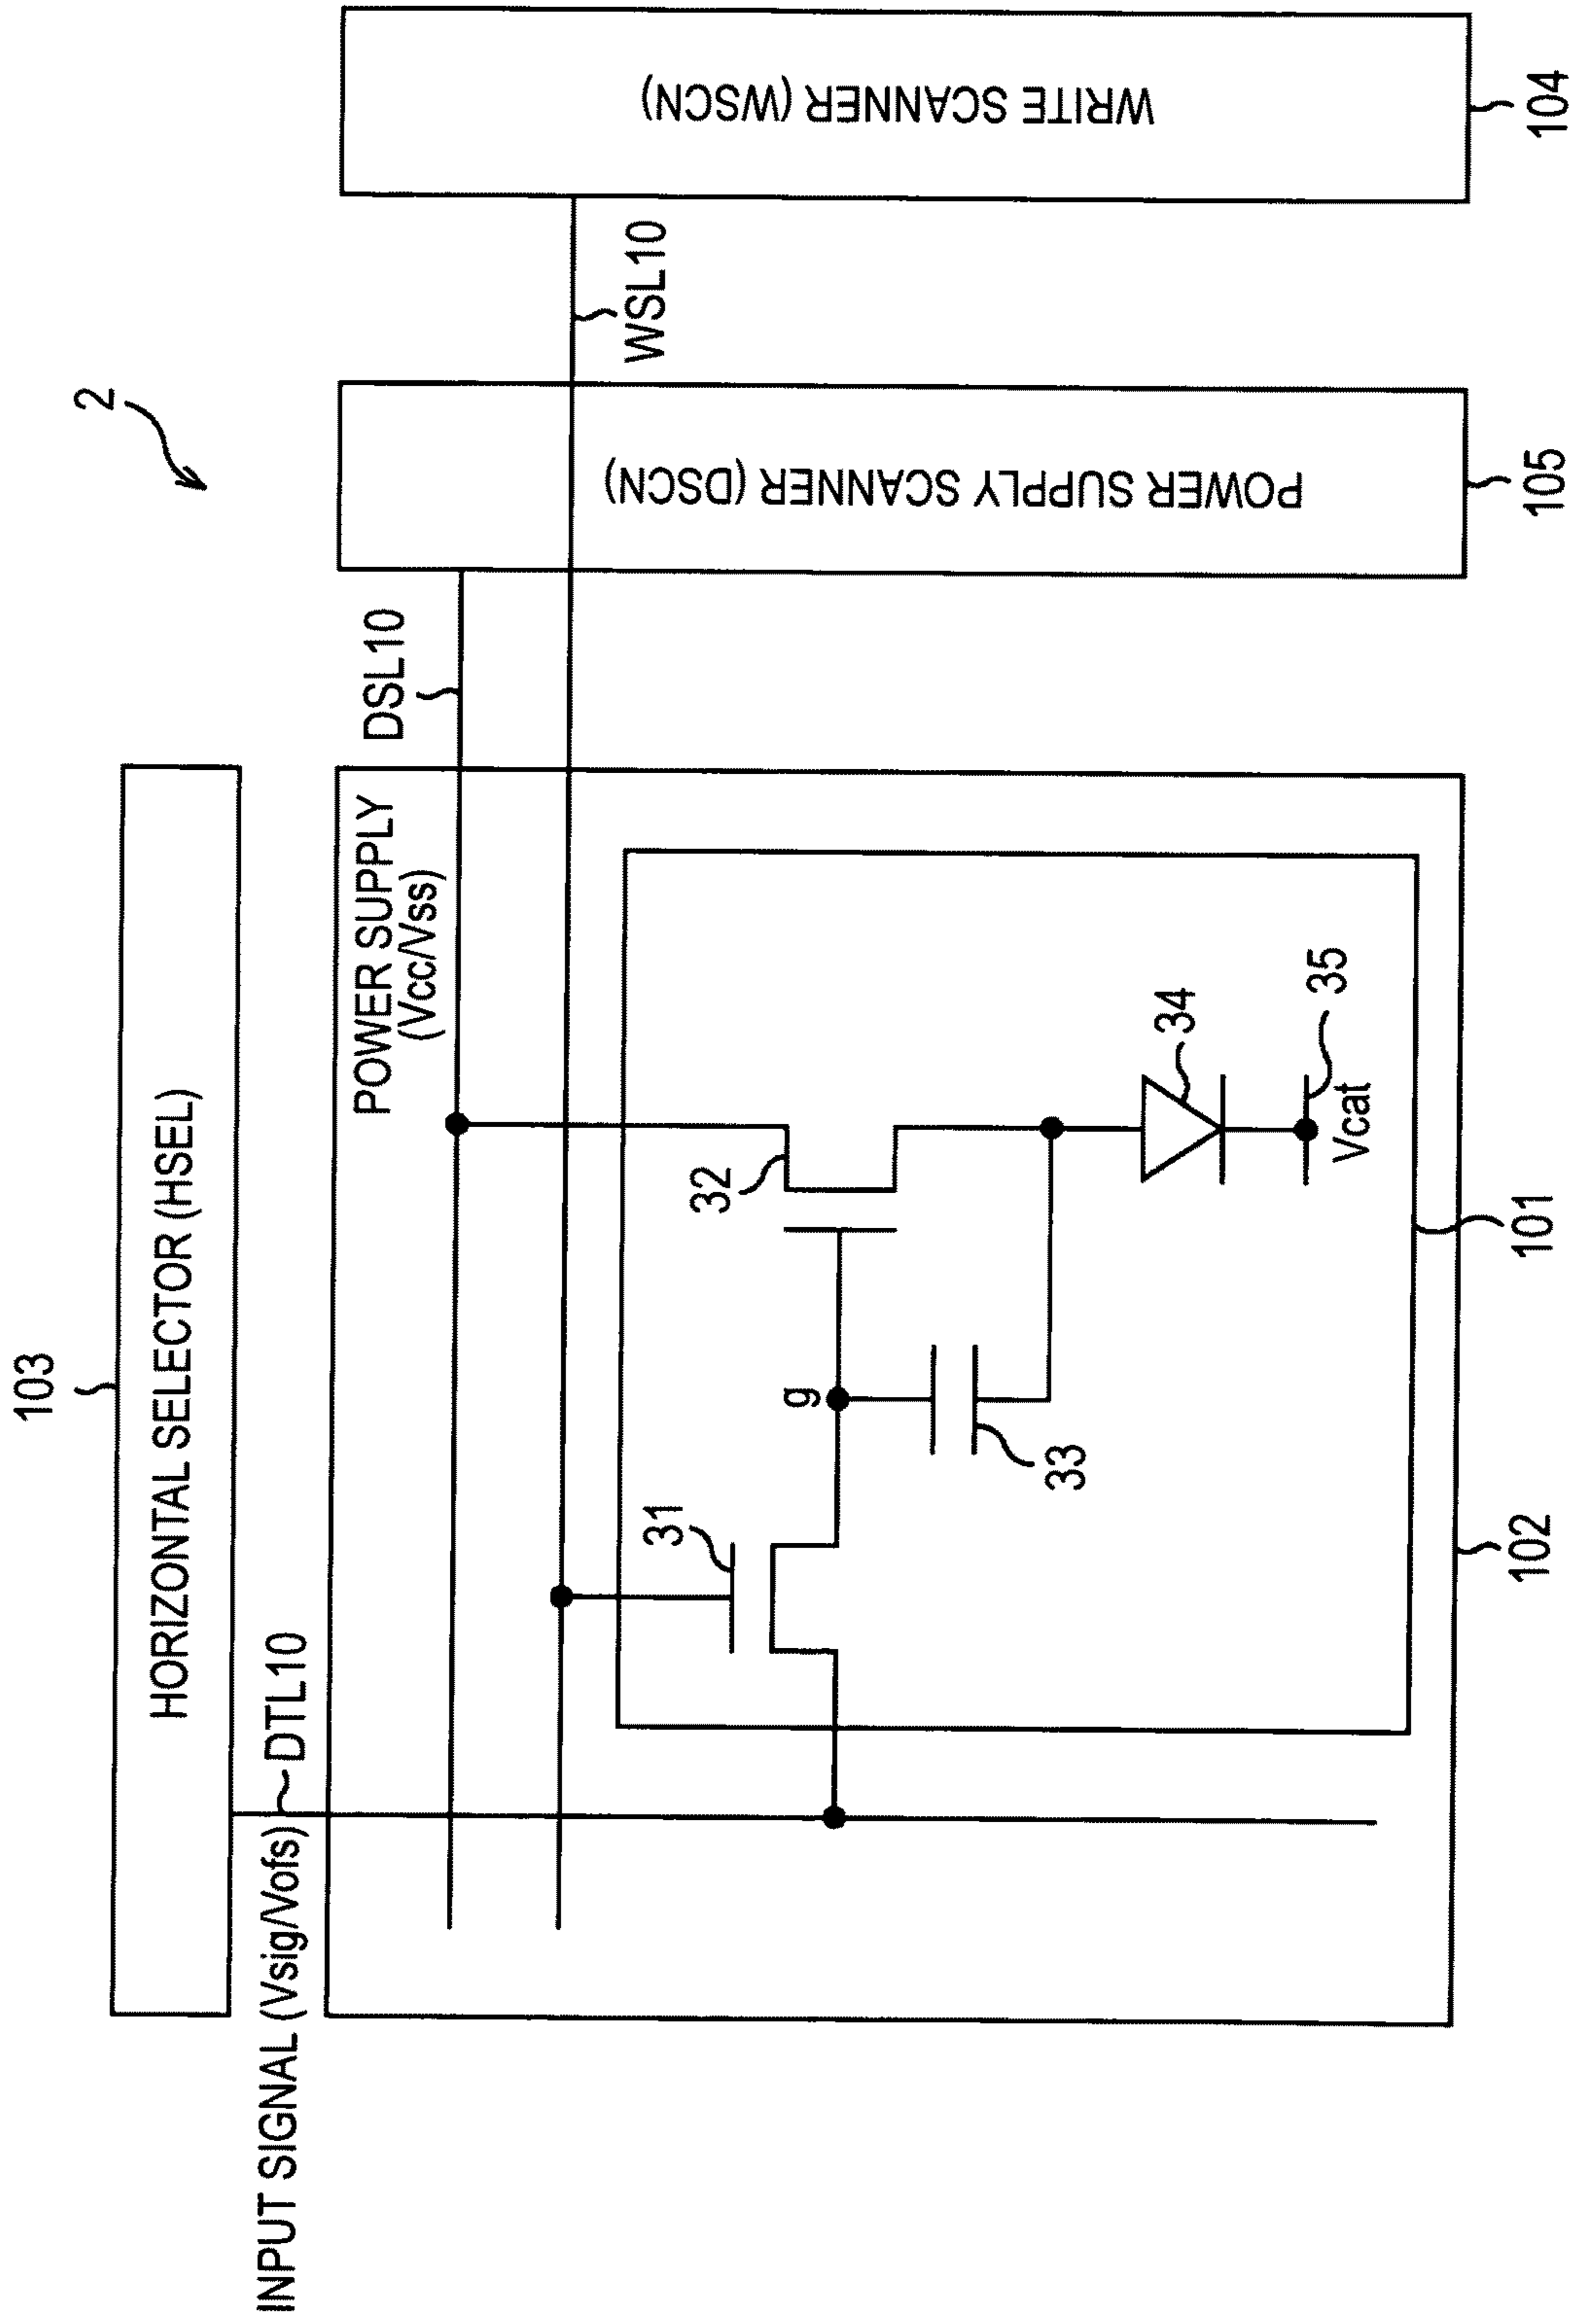 2
103
HORIZONTAL SELECTOR (HSEL)
INPUT SIGNAL (Vsig/Vofs)
DTL10
POWER SUPPLY
(Vcc/Vss)
DSL10
WSL10
31
g
32
33
34
35
Vcat
POWER SUPPLY SCANNER (DSCN)
WRITE SCANNER (WSCN)
102
101
105
104